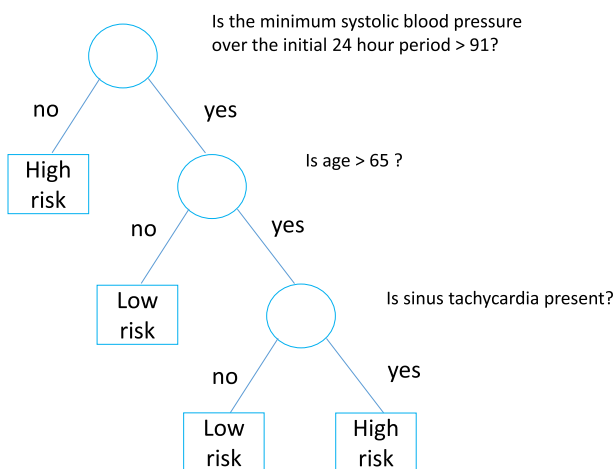 Is the minimum systolic blood pressure
over the initial 24 hour period > 91?
no
yes
High
risk
Is age > 65 ?
no
yes
Low
risk
Is sinus tachycardia present?
no
yes
Low
risk
High
risk